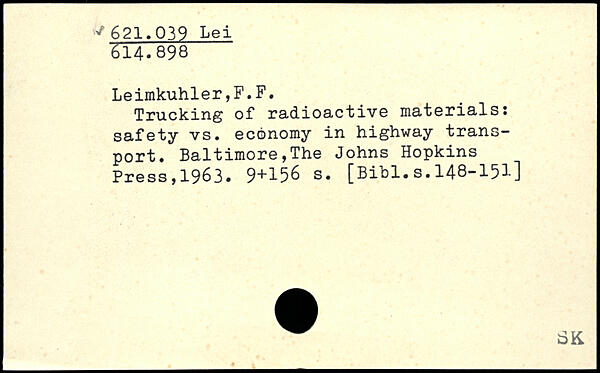 621.039 Lei
614.898
Leimkuhler,F.F.
Trucking of radioactive materials:
safety vs. economy in highway trans-
port. Baltimore,The Johns Hopkins
Press,1963. 9+156 s. [Bibl.s.148-151]
SK